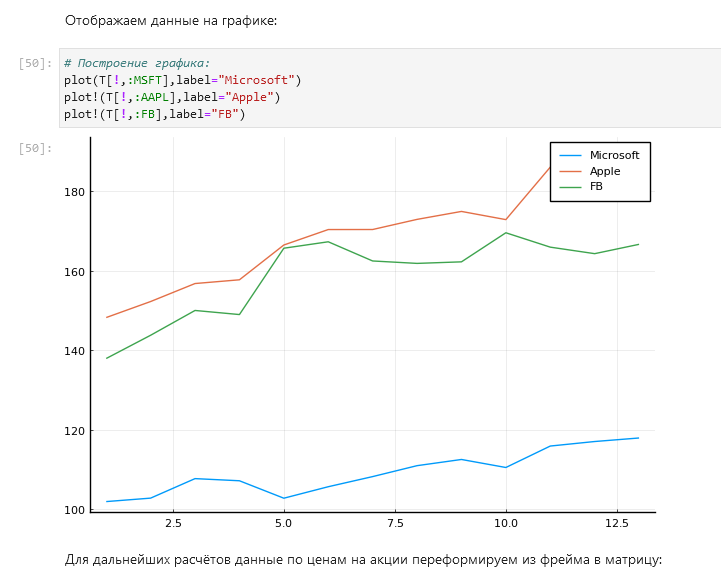 Отображаем данные на графике:
[50]: # Построение графика:
plot(T[!,:MSFT],label="Microsoft")
plot!(T[!,:AAPL],label="Apple")
plot!(T[!,:FB],label="FB")
[50]:
Microsoft
Apple
FB
180
160
140
120
100
2.5 5.0 7.5 10.0 12.5
Для дальнейших расчётов данные по ценам на акции переформируем из фрейма в матрицу: